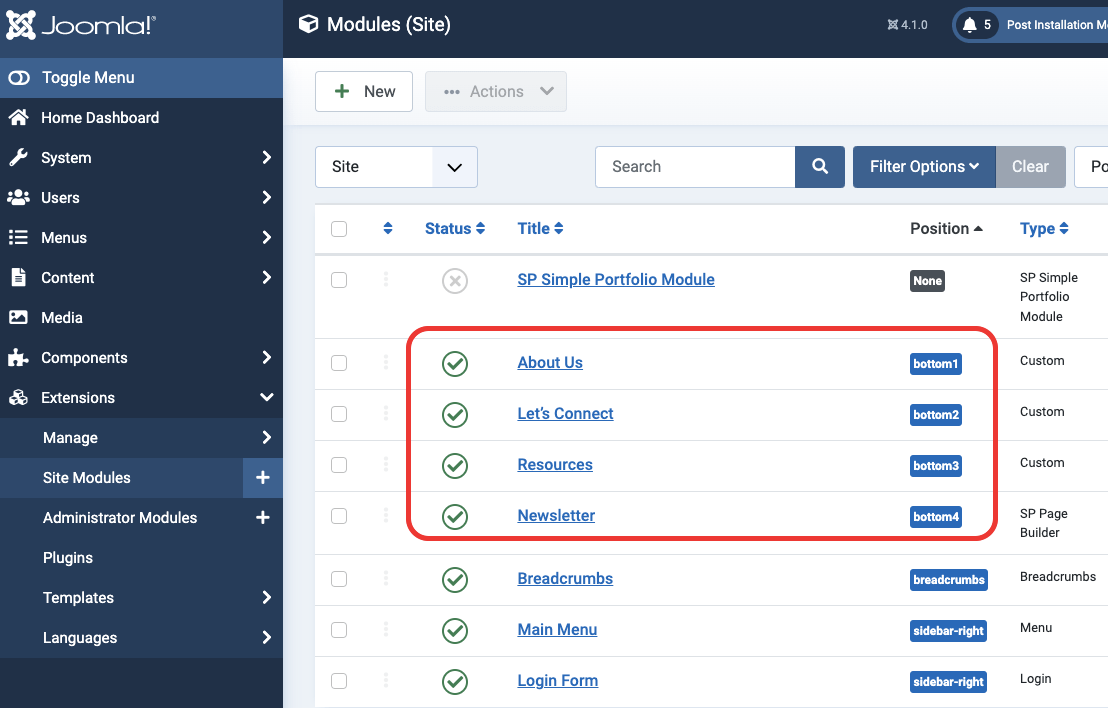 Joomla!® Modules (Site) 4.1.0 5 Post Installation M
Toggle Menu
New Actions
Home Dashboard
System
Site Search Filter Options Clear Po
Users
Status Title Position Type
Menus
Content
SP Simple Portfolio Module None SP Simple
Portfolio
Module
Media
Components
About Us bottom1 Custom
Extensions
Let's Connect bottom2 Custom
Manage
Resources bottom3 Custom
Site Modules
Administrator Modules
Newsletter bottom4 SP Page
Builder
Plugins
Breadcrumbs breadcrumbs Breadcrumbs
Templates
Main Menu sidebar-right Menu
Languages
Login Form sidebar-right Login